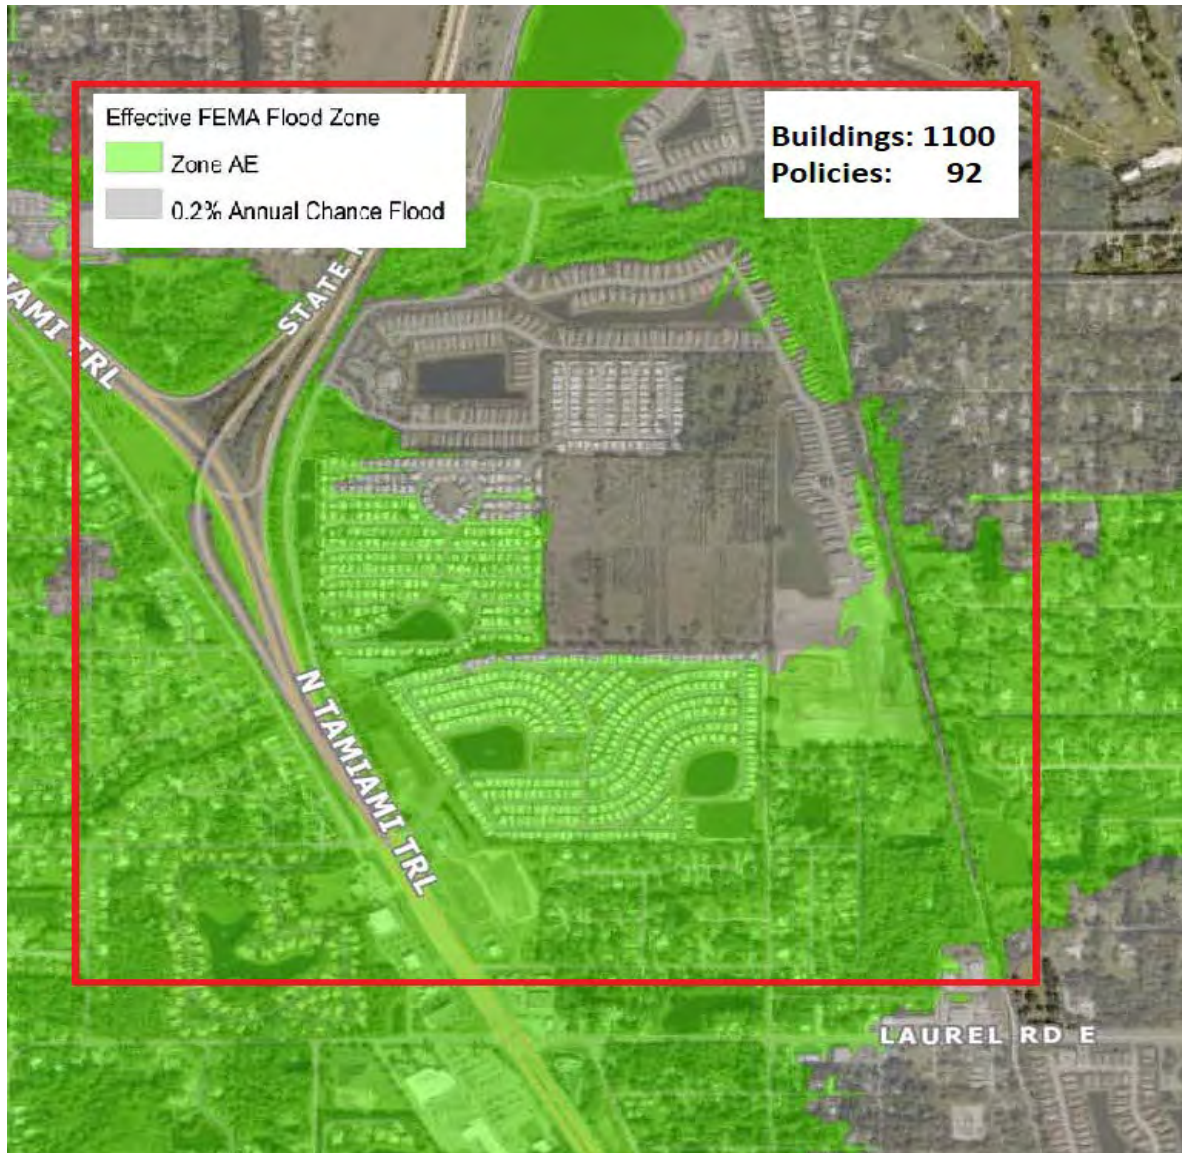 Effective FEMA Flood Zone
Zone AE
0.2% Annual Chance Flood
Buildings: 1100
Policies: 92
STATE
TRL
N TAMIAMI TRL
LAUREL RD E